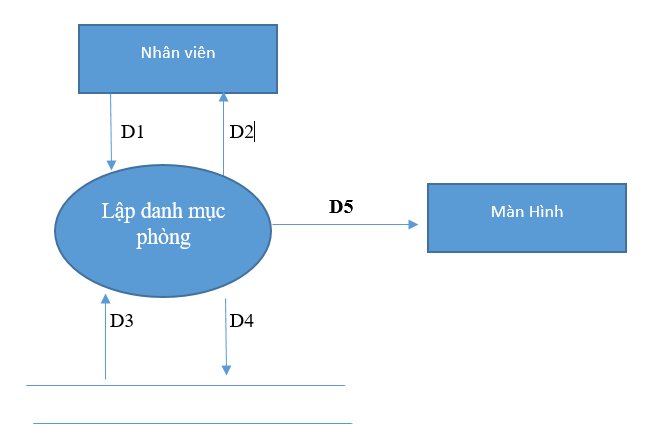 Nhân viên
D1
D2
Lập danh mục
phòng
D5
Màn Hình
D3
D4